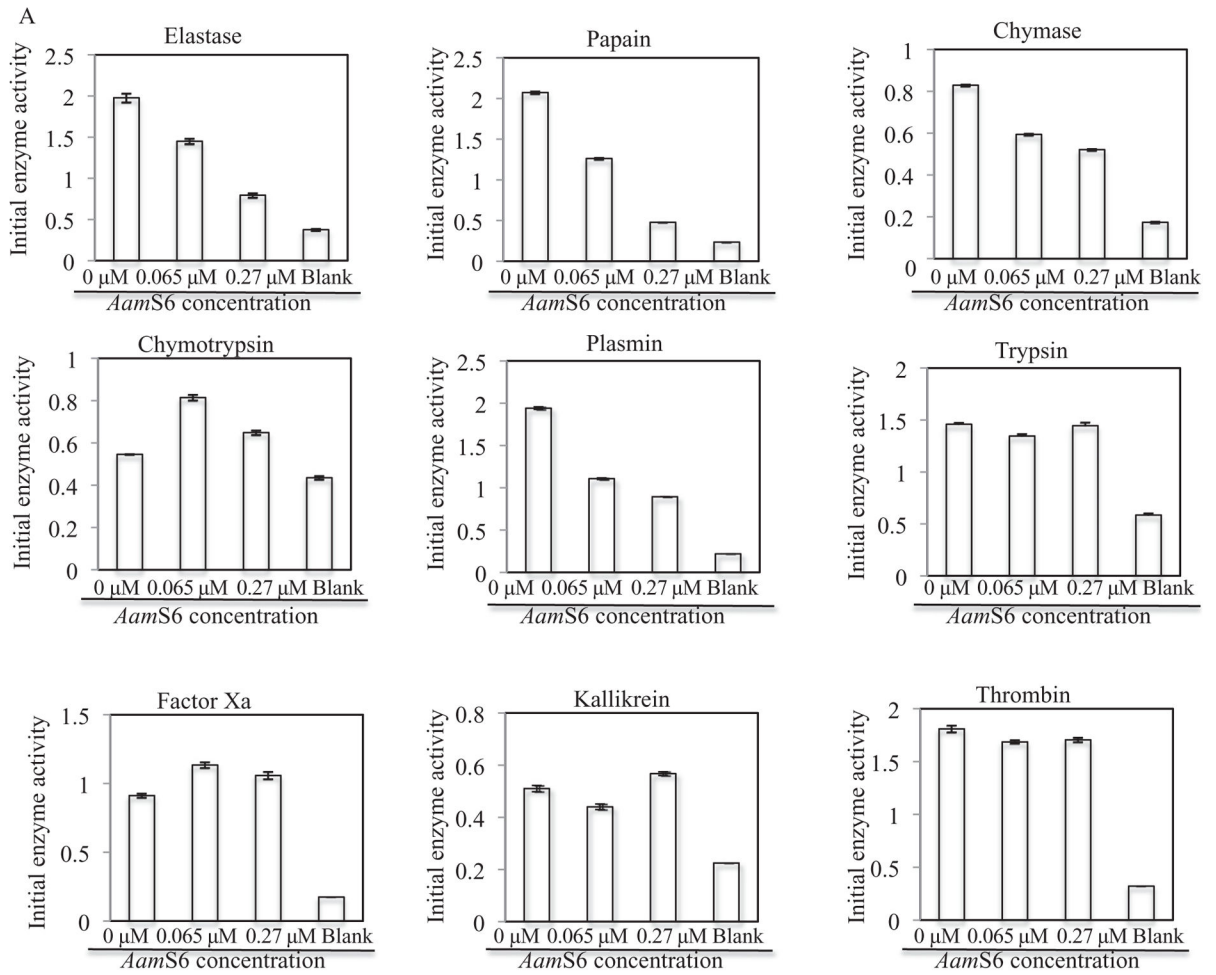 A
Elastase
Initial enzyme activity
2.5
2
1.5
1
0.5
0
0 μM 0.065 μM 0.27 μM Blank
AamS6 concentration
Papain
Initial enzyme activity
2.5
2
1.5
1
0.5
0
0 μM 0.065 μM 0.27 μM Blank
AamS6 concentration
Chymase
Initial enzyme activity
1
0.8
0.6
0.4
0.2
0
0 μM 0.065 μM 0.27 μM Blank
AamS6 concentration
Chymotrypsin
Initial enzyme activity
1
0.8
0.6
0.4
0.2
0
0 μM 0.065 μM 0.27 μM Blank
AamS6 concentration
Plasmin
Initial enzyme activity
2.5
2
1.5
1
0.5
0
0 μM 0.065 μM 0.27 μM Blank
AamS6 concentration
Trypsin
Initial enzyme activity
2
1.5
1
0.5
0
0 μM 0.065 μM 0.27 μM Blank
AamS6 concentration
Factor Xa
Initial enzyme activity
1.5
1
0.5
0
0 μM 0.065 μM 0.27 μM Blank
AamS6 concentration
Kallikrein
Initial enzyme activity
0.8
0.6
0.4
0.2
0
0 μM 0.065 μM 0.27 μM Blank
AamS6 concentration
Thrombin
Initial enzyme activity
2
1.5
1
0.5
0
0 μM 0.065 μM 0.27 μM Blank
AamS6 concentration